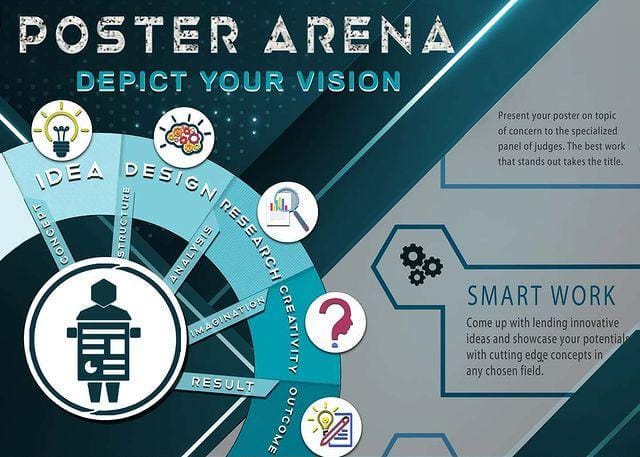 POSTER ARENA
DEPICT YOUR VISION
Present your poster on topic
of concern to the specialized
panel of judges. The best work
that stands out takes the title.
IDEA
DESIGN
RESEARCH
CREATIVITY
OUTCOME
CONCEPT
STRUCTURE
ANALYSIS
IMAGINATION
RESULT
SMART WORK
Come up with lending innovative
ideas and showcase your potentials
with cutting edge concepts in
any chosen field.